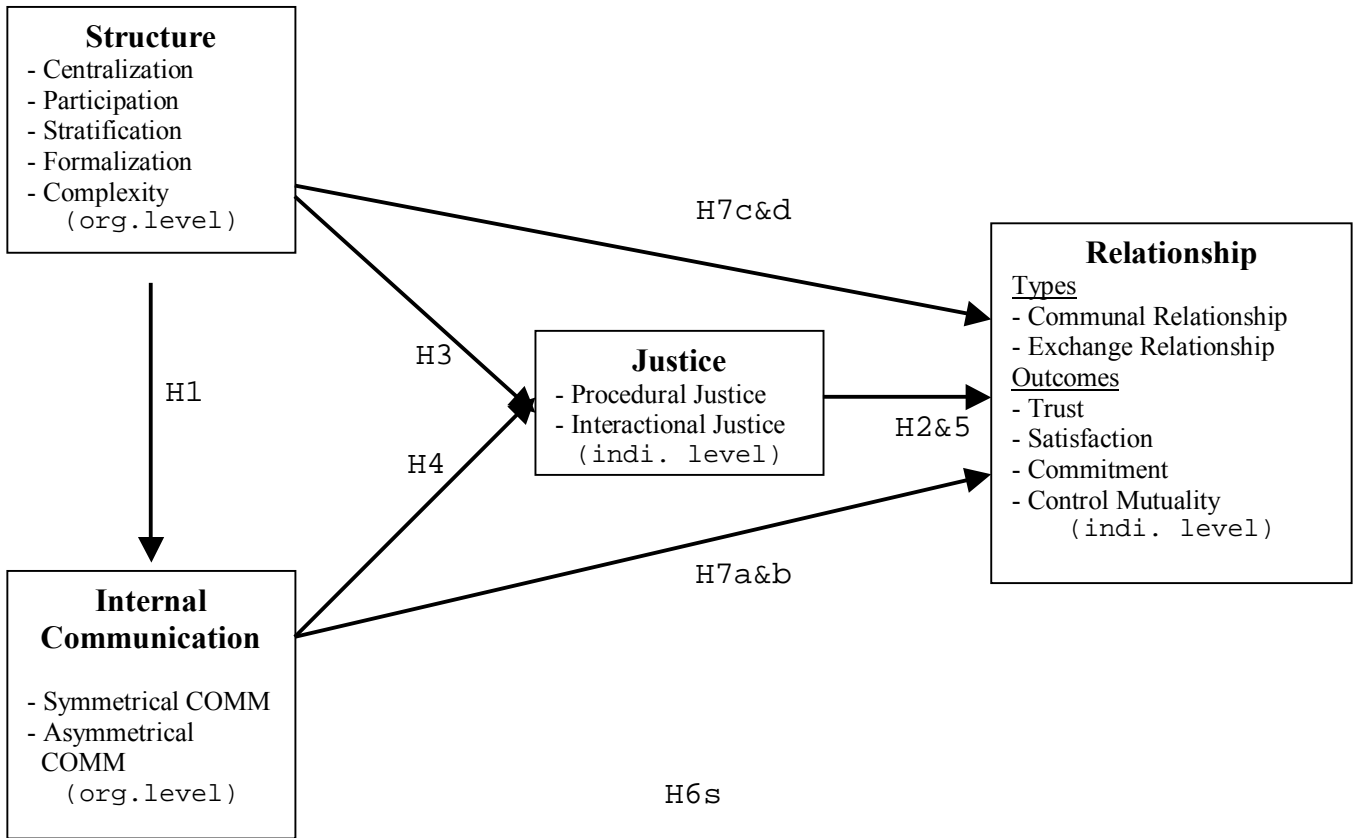 Structure
- Centralization
- Participation
- Stratification
- Formalization
- Complexity
(org.level)
H7c&d
Relationship
Types
- Communal Relationship
- Exchange Relationship
Outcomes
- Trust
- Satisfaction
- Commitment
- Control Mutuality
(indi. level)
H3
Justice
- Procedural Justice
- Interactional Justice
(indi. level)
H1
H2&5
H4
H7a&b
Internal
Communication
- Symmetrical COMM
- Asymmetrical
COMM
(org.level)
H6s